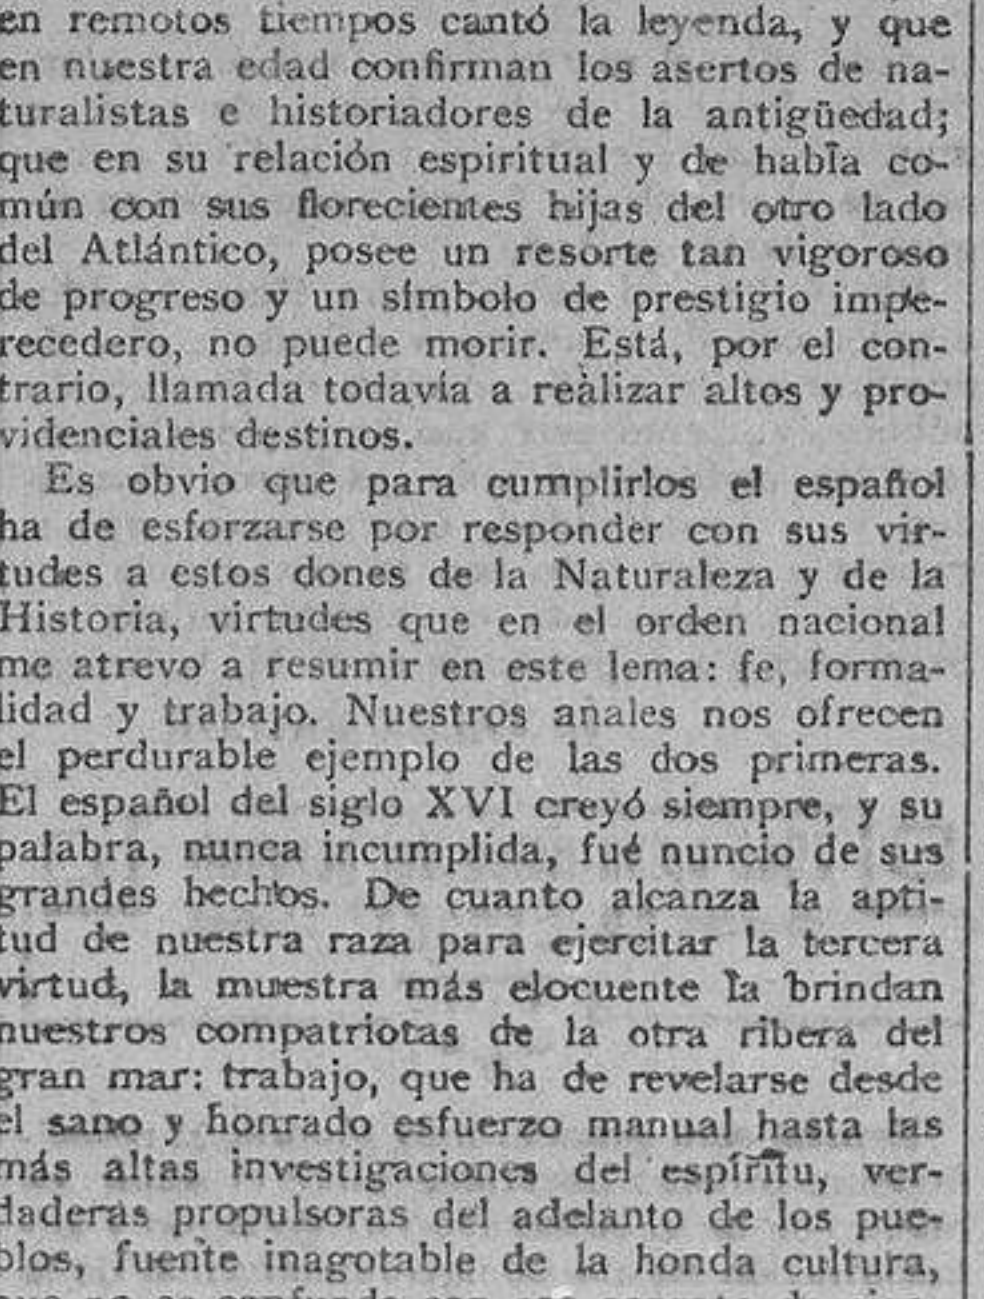 en remotos tiempos cantó la leyenda, y que
en nuestra edad confirman los asertos de na-
turalistas e historiadores de la antigüedad;
que en su relación espiritual y de habla co-
mún con sus florecientes hijas del otro lado
del Atlántico, posee un resorte tan vigoroso
de progreso y un símbolo de prestigio impe-
recedero, no puede morir. Está, por el con-
trario, llamada todavía a realizar altos y pro-
videnciales destinos.
Es obvio que para cumplirlos el español
ha de esforzarse por responder con sus vir-
tudes a estos dones de la Naturaleza y de la
Historia, virtudes que en el orden nacional
me atrevo a resumir en este lema: fe, forma-
lidad y trabajo. Nuestros anales nos ofrecen
el perdurable ejemplo de las dos primeras.
El español del siglo XVI creyó siempre, y su
palabra, nunca incumplida, fué nuncio de sus
grandes hechos. De cuanto alcanza la apti-
tud de nuestra raza para ejercitar la tercera
virtud, la muestra más elocuente la brindan
nuestros compatriotas de la otra ribera del
gran mar: trabajo, que ha de revelarse desde
el sano y honrado esfuerzo manual hasta las
más altas investigaciones del espíritu, ver-
daderas propulsoras del adelanto de los pue-
blos, fuente inagotable de la honda cultura,